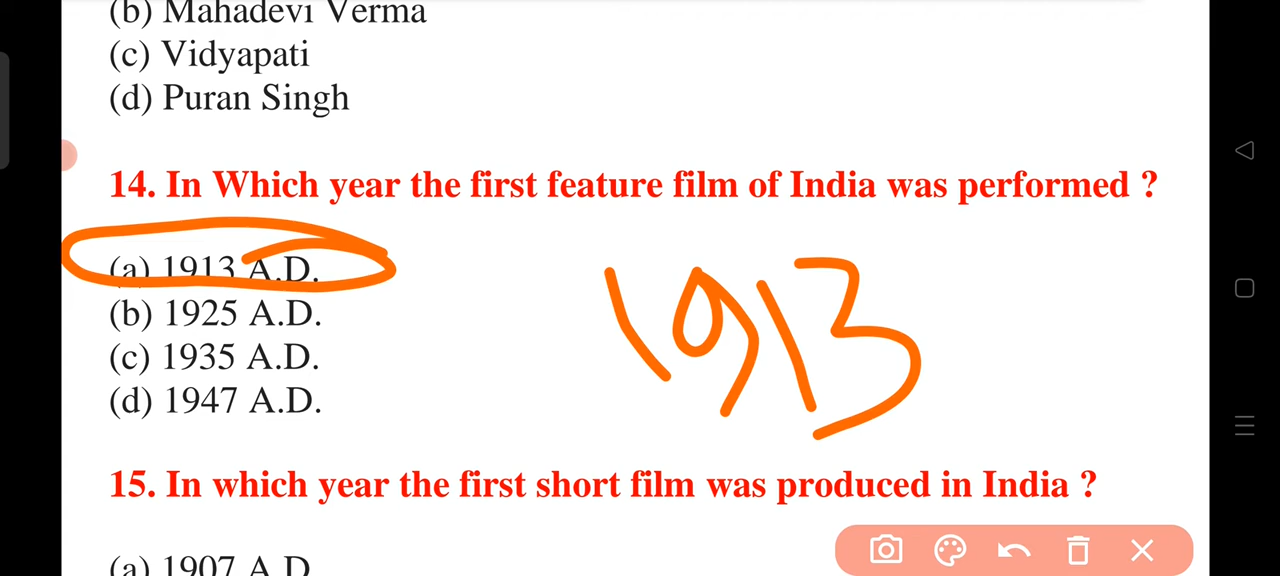 (b) Mahadevi Verma
(c) Vidyapati
(d) Puran Singh
14. In Which year the first feature film of India was performed ?
(a) 1913 A.D.
(b) 1925 A.D.
(c) 1935 A.D.
(d) 1947 A.D.
1913
15. In which year the first short film was produced in India ?
(a) 1907 A.D.